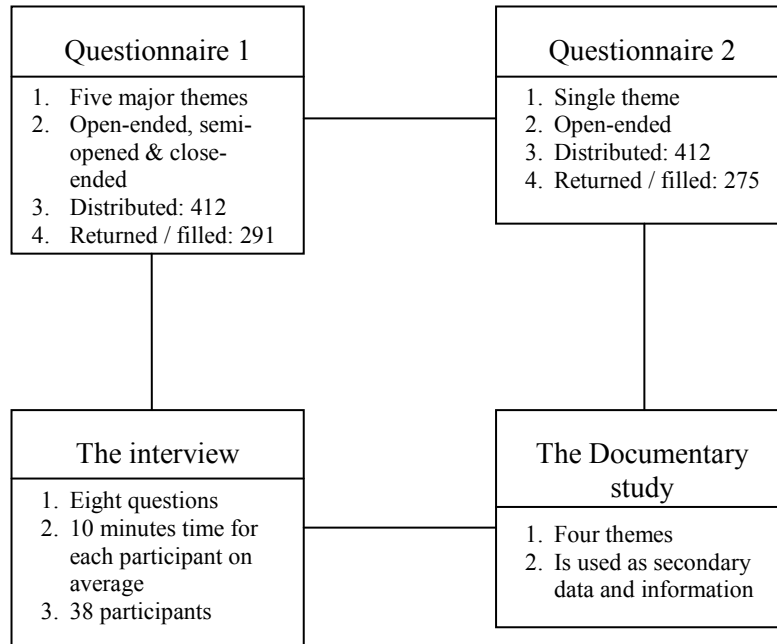 Questionnaire 1
1. Five major themes
2. Open-ended, semi-
opened & close-
ended
3. Distributed: 412
4. Returned / filled: 291
Questionnaire 2
1. Single theme
2. Open-ended
3. Distributed: 412
4. Returned / filled: 275
The interview
1. Eight questions
2. 10 minutes time for
each participant on
average
3. 38 participants
The Documentary
study
1. Four themes
2. Is used as secondary
data and information